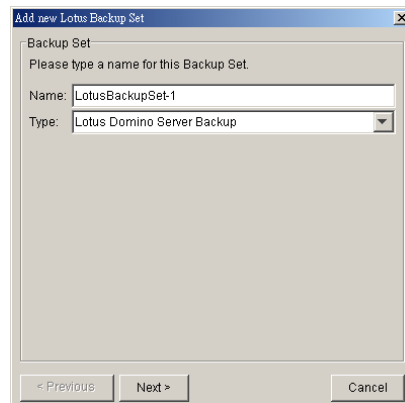 Add new Lotus Backup Set
Backup Set
Please type a name for this Backup Set.
Name: LotusBackupSet-1
Type: Lotus Domino Server Backup
< Previous Next > Cancel